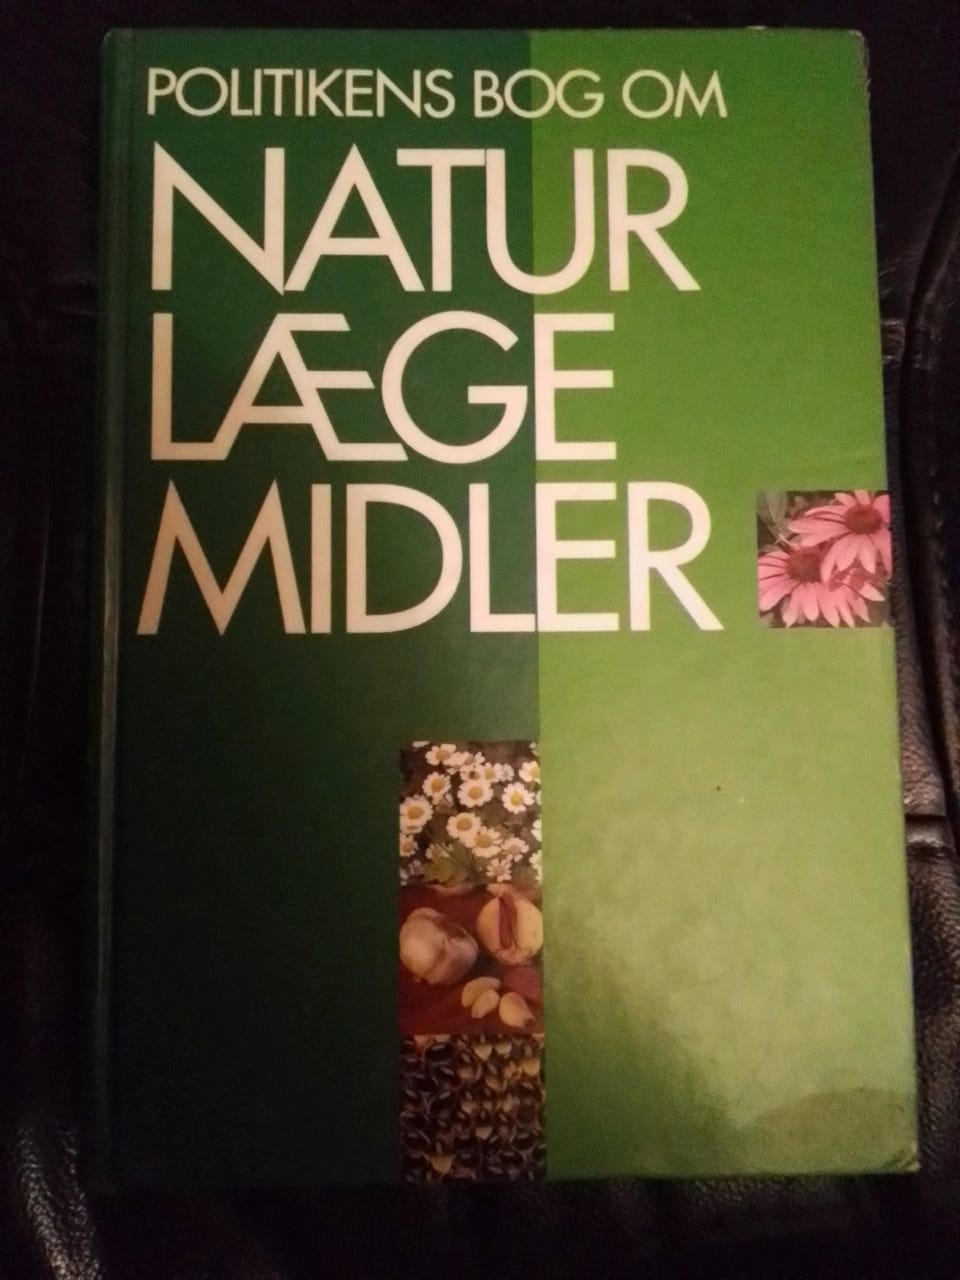 POLITIKENS BOG OM
NATUR
LÆGE
MIDLER